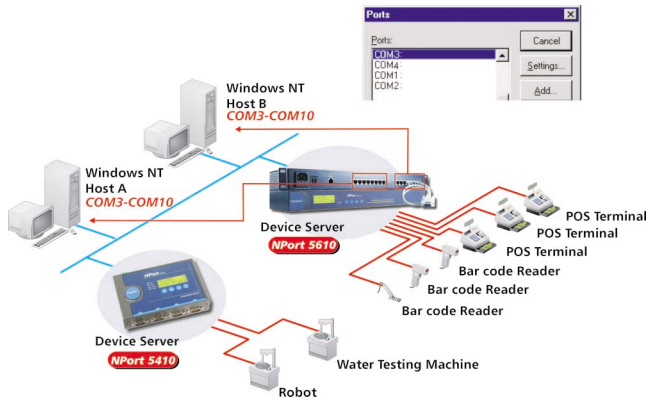 Ports
Ports:
COM3:
COM4:
COM1:
COM2:
Cancel
Settings...
Add...
Windows NT
Host B
COM3-COM10
Windows NT
Host A
COM3-COM10
Device Server
NPort 5610
POS Terminal
POS Terminal
POS Terminal
Bar code Reader
Bar code Reader
Bar code Reader
NPort
Device Server
NPort 5410
Water Testing Machine
Robot